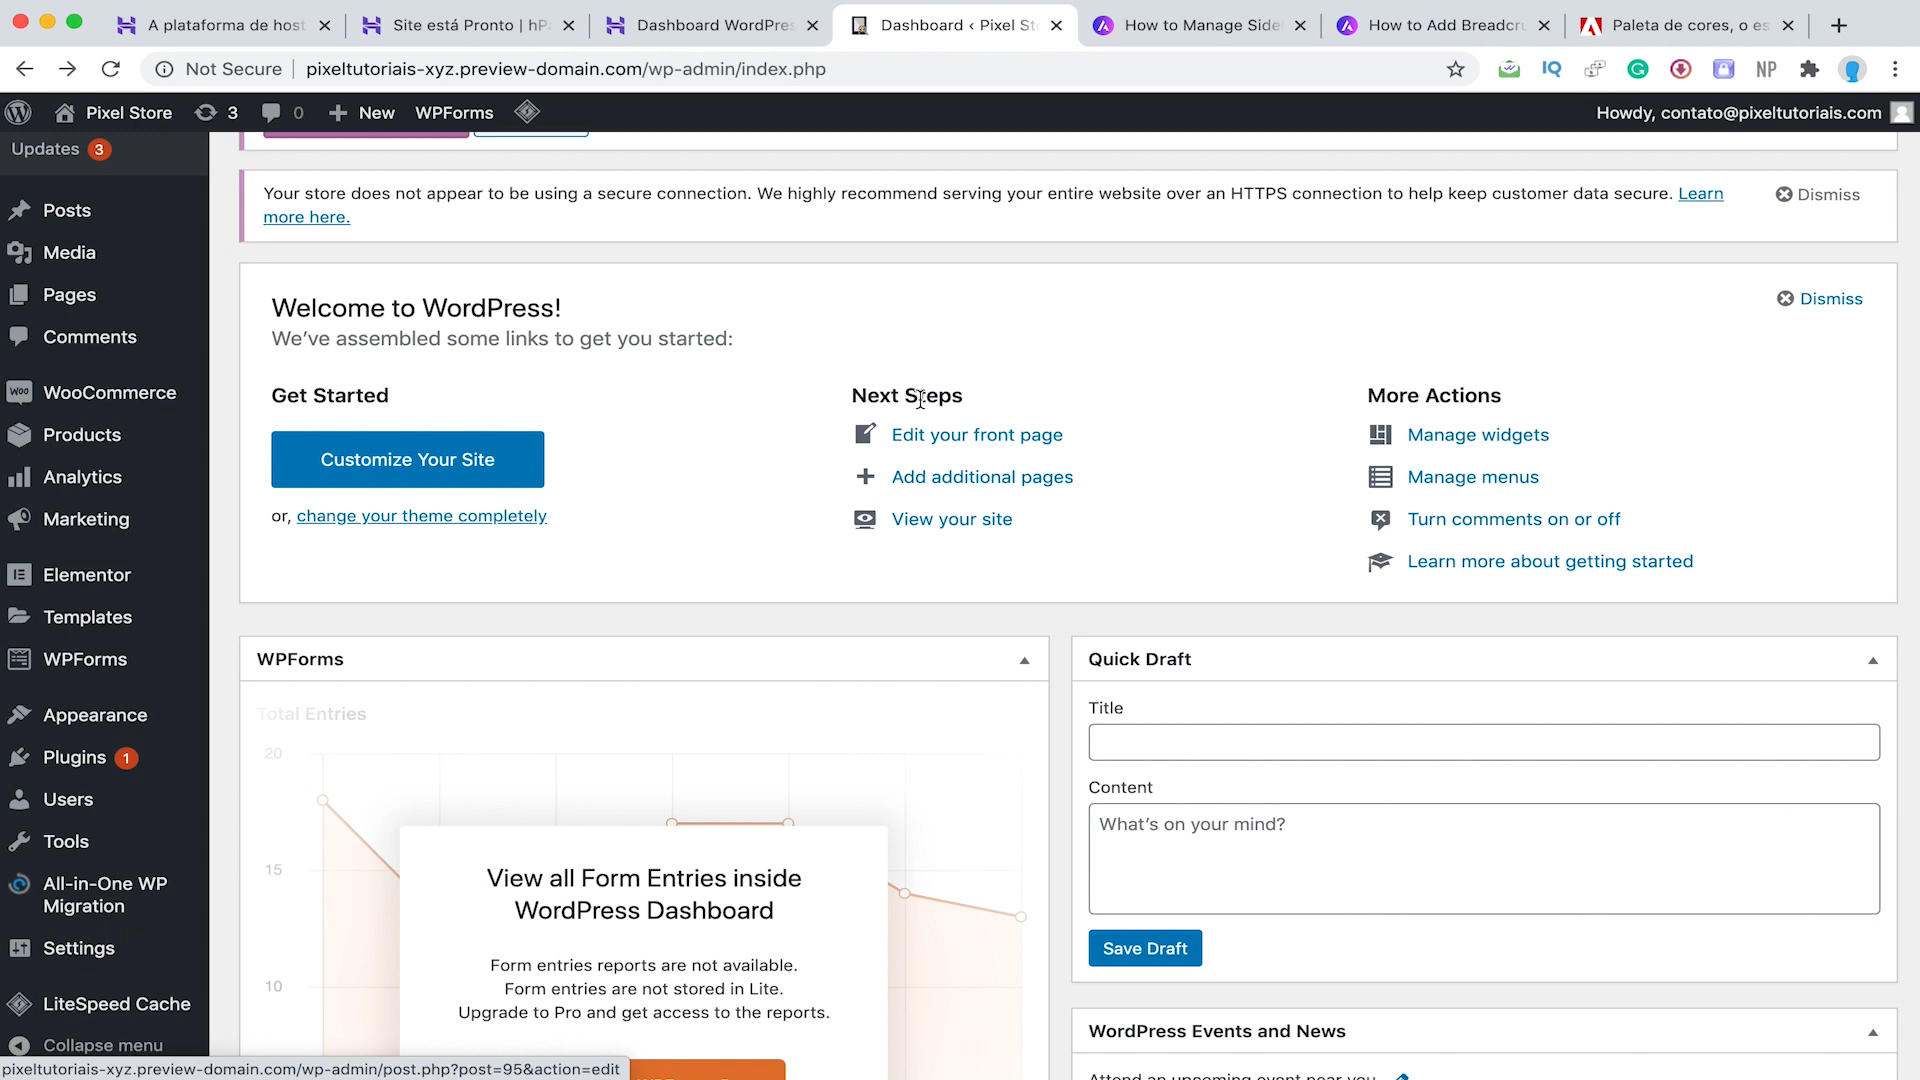 A plataforma de host
Site está Pronto | hPa
Dashboard WordPres
Dashboard ‹ Pixel Sto
How to Manage Side
How to Add Breadcru
Paleta de cores, o es
Not Secure
pixeltutoriais-xyz.preview-domain.com/wp-admin/index.php
IQ
NP
Pixel Store
3
0
New
WPForms
Howdy, contato@pixeltutoriais.com
Updates 3
Posts
Media
Pages
Comments
WooCommerce
Products
Analytics
Marketing
Elementor
Templates
WPForms
Appearance
Plugins 1
Users
Tools
All-in-One WP
Migration
Settings
LiteSpeed Cache
Collapse menu
Your store does not appear to be using a secure connection. We highly recommend serving your entire website over an HTTPS connection to help keep customer data secure. Learn
more here.
Dismiss
Welcome to WordPress!
We've assembled some links to get you started:
Dismiss
Get Started
Customize Your Site
or, change your theme completely
Next Steps
Edit your front page
Add additional pages
View your site
More Actions
Manage widgets
Manage menus
Turn comments on or off
Learn more about getting started
WPForms
Total Entries
20
15
10
View all Form Entries inside
WordPress Dashboard
Form entries reports are not available.
Form entries are not stored in Lite.
Upgrade to Pro and get access to the reports.
Quick Draft
Title
Content
What's on your mind?
Save Draft
WordPress Events and News
Attend an upcoming event near you.
pixeltutoriais-xyz.preview-domain.com/wp-admin/post.php?post=95&action=edit